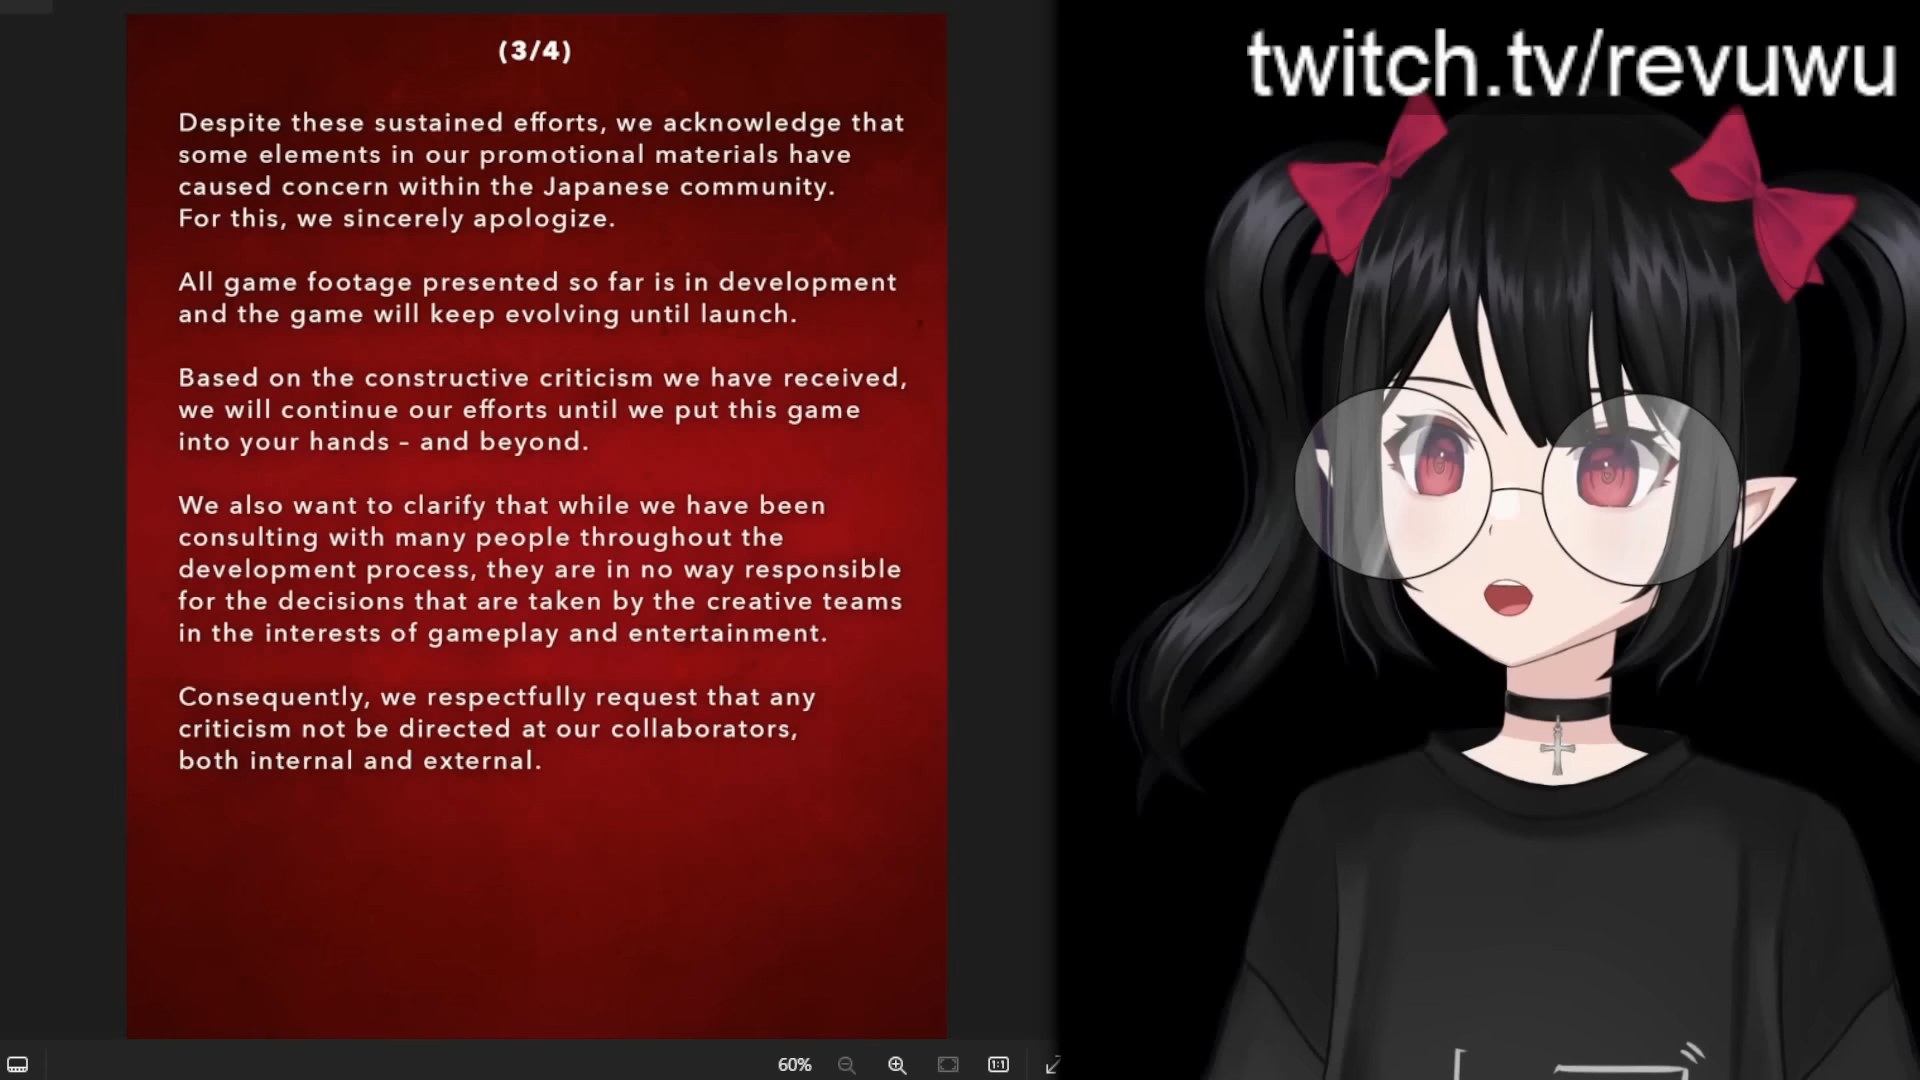 (3/4)
Despite these sustained efforts, we acknowledge that
some elements in our promotional materials have
caused concern within the Japanese community.
For this, we sincerely apologize.
All game footage presented so far is in development
and the game will keep evolving until launch.
Based on the constructive criticism we have received,
we will continue our efforts until we put this game
into your hands – and beyond.
We also want to clarify that while we have been
consulting with many people throughout the
development process, they are in no way responsible
for the decisions that are taken by the creative teams
in the interests of gameplay and entertainment.
Consequently, we respectfully request that any
criticism not be directed at our collaborators,
both internal and external.
60%
1:1
twitch.tv/revuwu